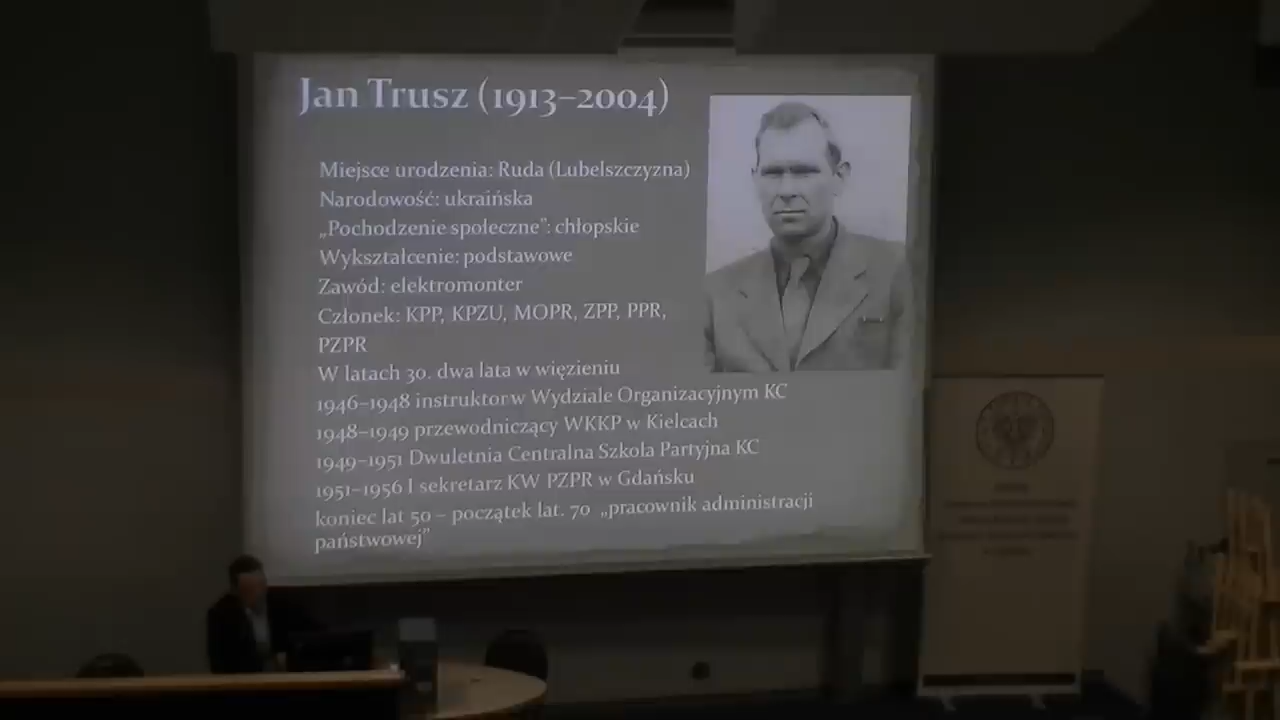 Jan Trusz (1913–2004)
Miejsce urodzenia: Ruda (Lubelszczyzna)
Narodowość: ukraińska
„Pochodzenie społeczne”: chłopskie
Wykształcenie: podstawowe
Zawód: elektromonter
Członek: KPP, KPZU, MOPR, ZPP, PPR,
PZPR
W latach 30. dwa lata w więzieniu
1946–1948 instruktor w Wydziale Organizacyjnym KC
1948–1949 przewodniczący WKKP w Kielcach
1949–1951 Dwuletnia Centralna Szkoła Partyjna KC
1951–1956 I sekretarz KW PZPR w Gdańsku
koniec lat 50 – początek lat. 70 „pracownik administracji
państwowej”